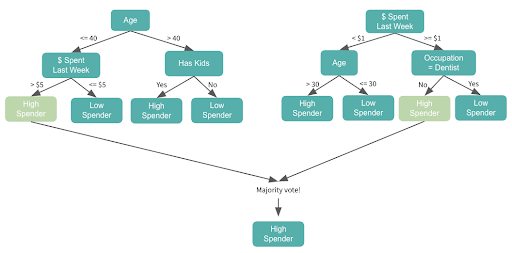 Age
<= 40
> 40
$ Spent
Last Week
Has Kids
> $5
<= $5
Yes
No
High
Spender
Low
Spender
High
Spender
Low
Spender
$ Spent
Last Week
< $1
>= $1
Age
Occupation
= Dentist
> 30
<= 30
No
Yes
High
Spender
Low
Spender
High
Spender
Low
Spender
Majority vote!
High
Spender